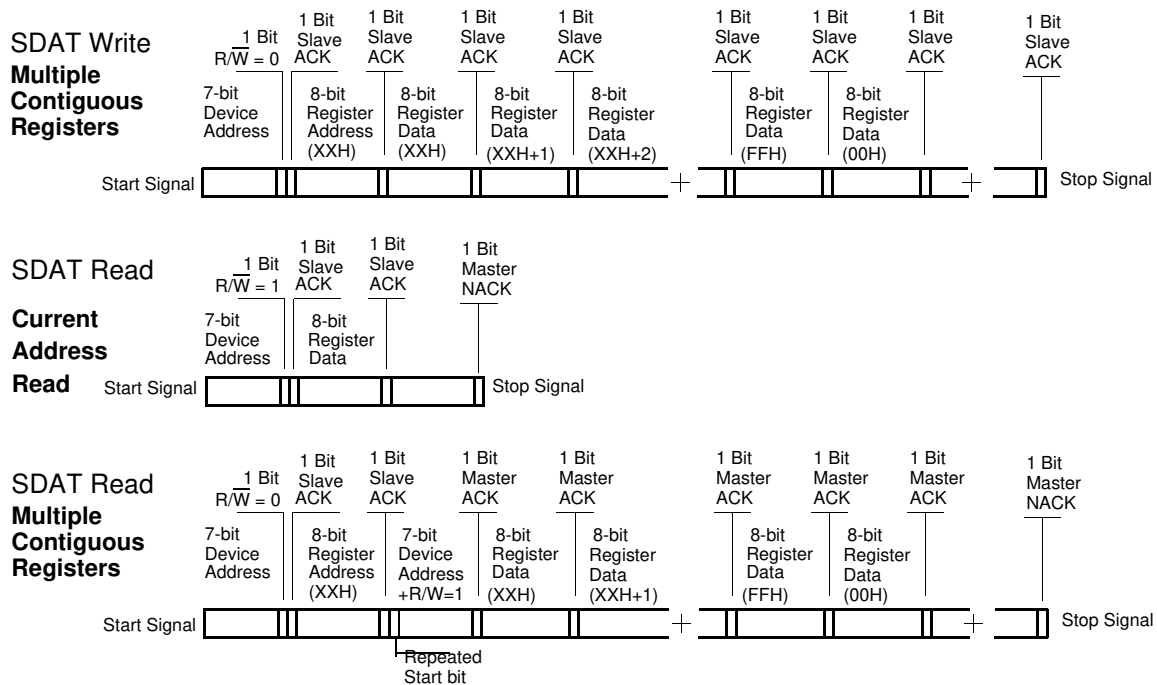 SDAT Write
Multiple
Contiguous
Registers
1 Bit
R/W = 0
1 Bit
Slave
ACK
1 Bit
Slave
ACK
1 Bit
Slave
ACK
1 Bit
Slave
ACK
1 Bit
Slave
ACK
1 Bit
Slave
ACK
1 Bit
Slave
ACK
1 Bit
Slave
ACK
7-bit
Device
Address
8-bit
Register
Address
(XXH)
8-bit
Register
Data
(XXH)
8-bit
Register
Data
(XXH+1)
8-bit
Register
Data
(XXH+2)
8-bit
Register
Data
(FFH)
8-bit
Register
Data
(00H)
Start Signal
Stop Signal
SDAT Read
Current
Address
Read
1 Bit
R/W = 1
1 Bit
Slave
ACK
1 Bit
Slave
ACK
1 Bit
Master
NACK
7-bit
Device
Address
8-bit
Register
Data
Start Signal
Stop Signal
SDAT Read
Multiple
Contiguous
Registers
1 Bit
R/W = 0
1 Bit
Slave
ACK
1 Bit
Slave
ACK
1 Bit
Master
ACK
1 Bit
Master
ACK
1 Bit
Master
ACK
1 Bit
Master
ACK
1 Bit
Master
ACK
1 Bit
Master
NACK
7-bit
Device
Address
8-bit
Register
Address
(XXH)
7-bit
Device
Address
+R/W=1
8-bit
Register
Data
(XXH)
8-bit
Register
Data
(XXH+1)
8-bit
Register
Data
(FFH)
8-bit
Register
Data
(00H)
Start Signal
Stop Signal
Repeated
Start bit